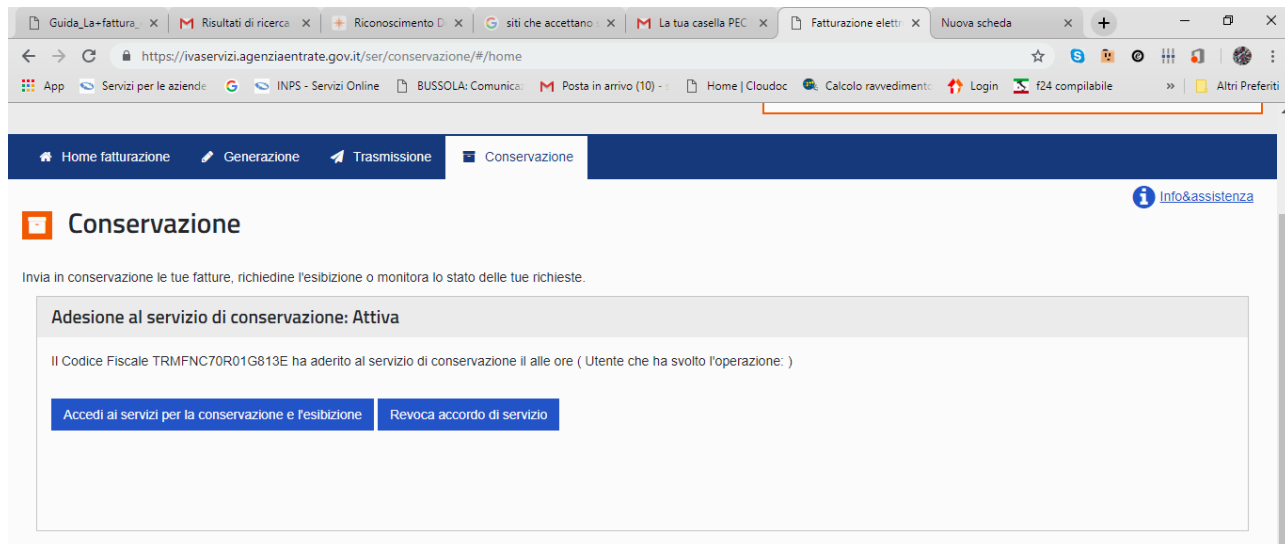 Guida_La+fattura_
Risultati di ricerca
Riconoscimento D
siti che accettano
La tua casella PEC
Fatturazione elettr
Nuova scheda
https://ivaservizi.agenziaentrate.gov.it/ser/conservazione/#/home
App
Servizi per le aziende
INPS - Servizi Online
BUSSOLA: Comunica
Posta in arrivo (10) -
Home | Cloudoc
Calcolo ravvedimento
Login
f24 compilabile
»
Altri Preferiti
Home fatturazione
Generazione
Trasmissione
Conservazione
Info&assistenza
Conservazione
Invia in conservazione le tue fatture, richiedine l'esibizione o monitora lo stato delle tue richieste.
Adesione al servizio di conservazione: Attiva
Il Codice Fiscale TRMFNC70R01G813E ha aderito al servizio di conservazione il alle ore ( Utente che ha svolto l'operazione: )
Accedi ai servizi per la conservazione e l'esibizione
Revoca accordo di servizio